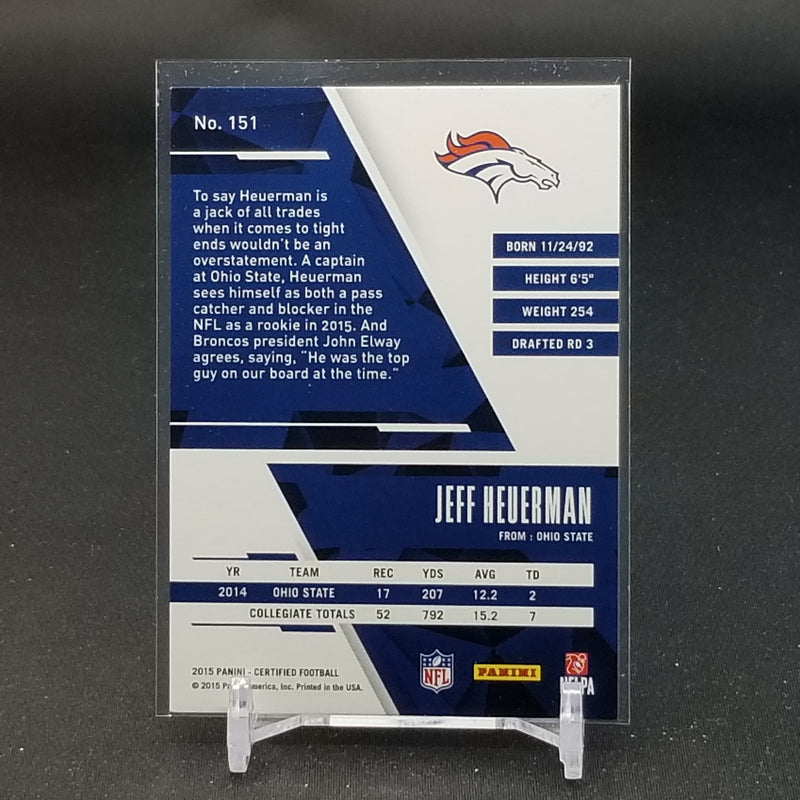 No. 151
To say Heuerman is
a jack of all trades
when it comes to tight
ends wouldn't be an
overstatement. A captain
at Ohio State, Heuerman
sees himself as both a pass
catcher and blocker in the
NFL as a rookie in 2015. And
Broncos president John Elway
agrees, saying, "He was the top
guy on our board at the time."
BORN 11/24/92
HEIGHT 6'5"
WEIGHT 254
DRAFTED RD 3
JEFF HEUERMAN
FROM : OHIO STATE
YR TEAM REC YDS AVG TD
2014 OHIO STATE 17 207 12.2 2
COLLEGIATE TOTALS 52 792 15.2 7
2015 PANINI - CERTIFIED FOOTBALL
© 2015 America, Inc. Printed in the USA.
NFL
PANINI
NFLPA